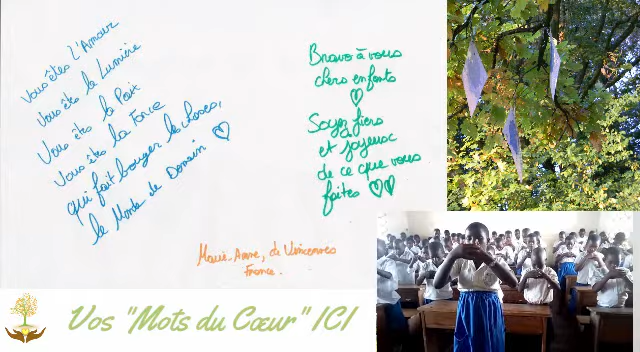 Vous êtes L'Amour
Vous êtes la Lumière
Vous êtes la Paix
Vous êtes la Force
qui fait bouger les choses,
le Monde de Demain ♡
Bravo à vous
chers enfants
♡
Soyez fiers
et joyeux
de ce que vous
faites ♡♡
Marie-Anne, de Vincennes
France.
Vos "Mots du Cœur" ICI